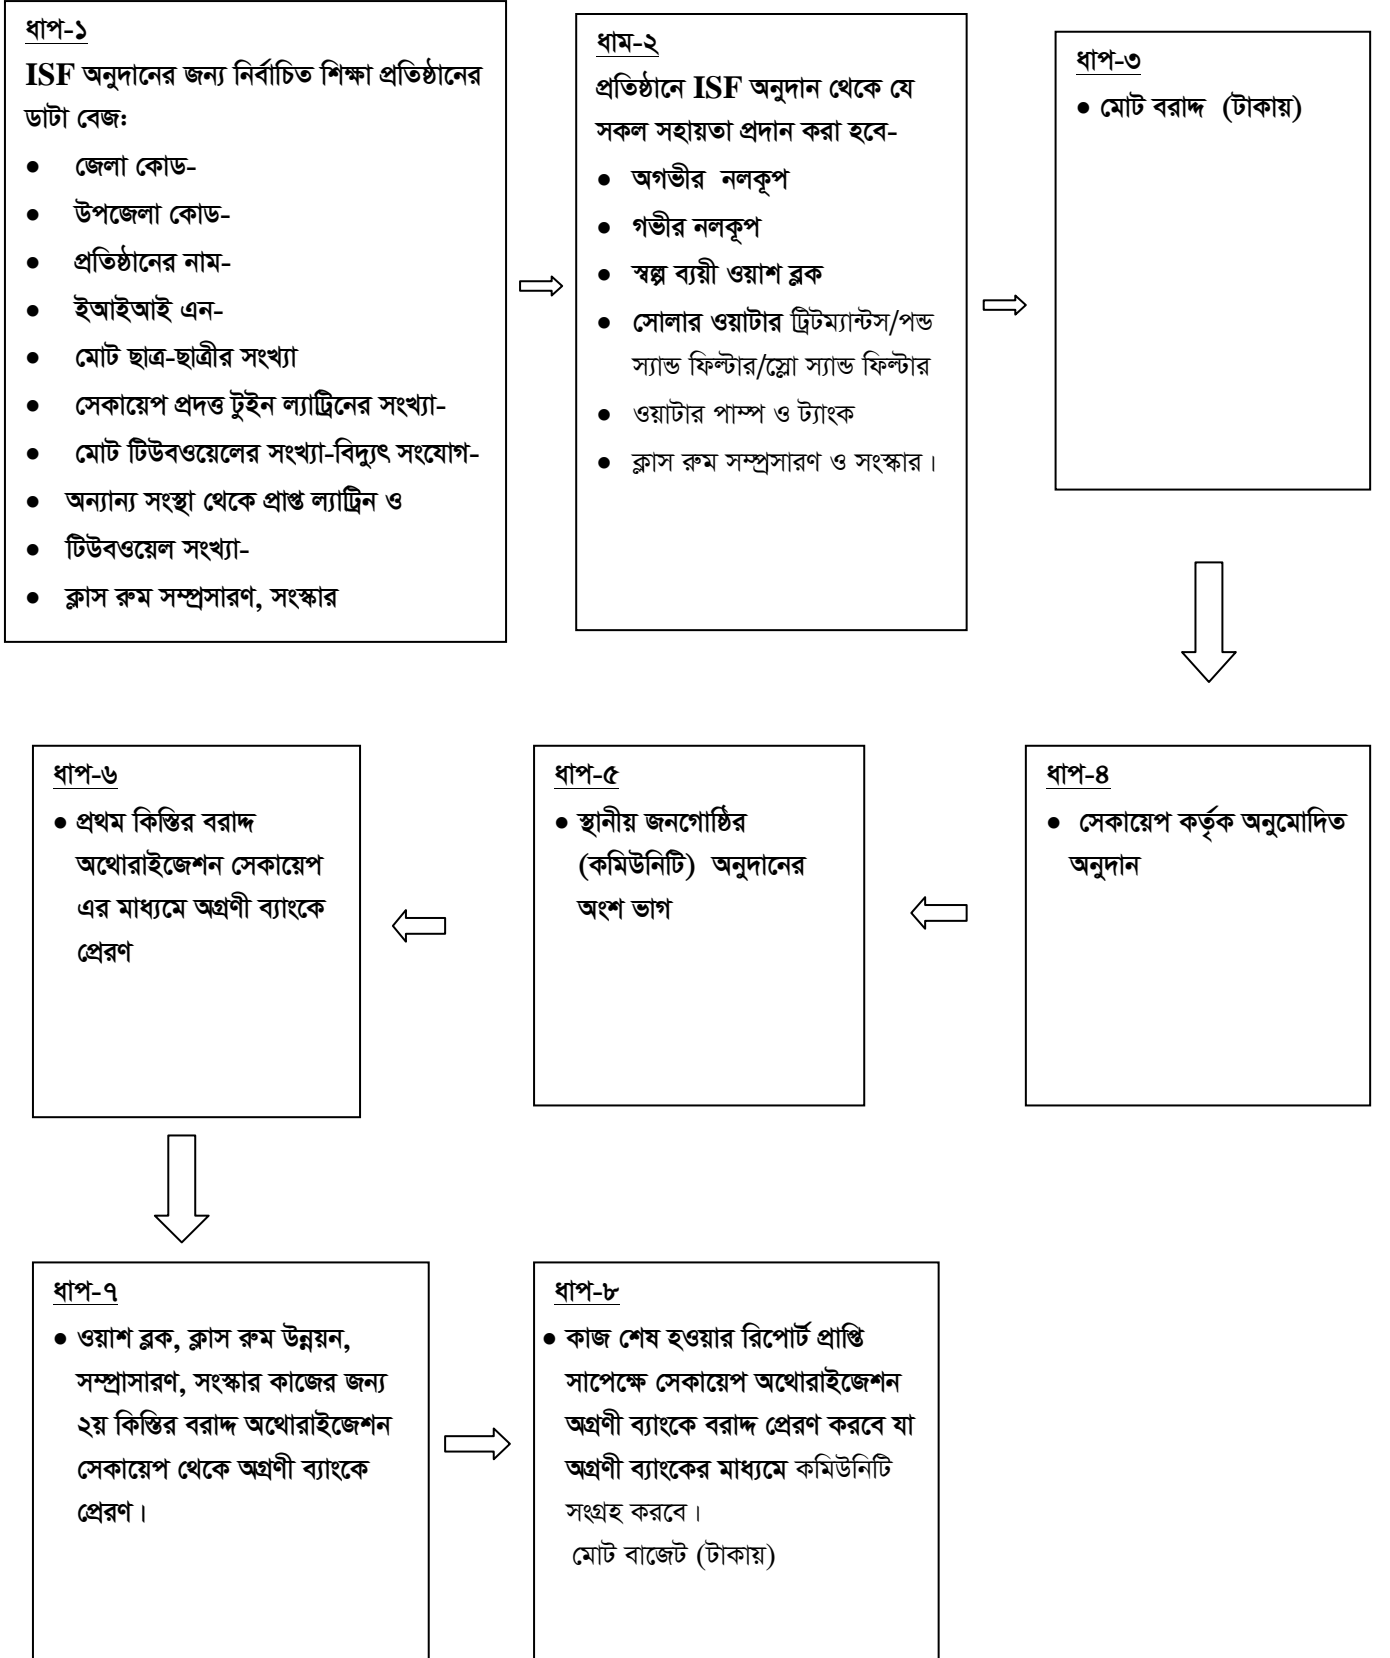 ধাপ-১
ISF অনুদানের জন্য নির্বাচিত শিক্ষা প্রতিষ্ঠানের
ডাটা বেজঃ
● জেলা কোড-
● উপজেলা কোড-
● প্রতিষ্ঠানের নাম-
● ইআইআই এন-
● মোট ছাত্র-ছাত্রীর সংখ্যা
● সেকায়েপ প্রদত্ত টুইন ল্যাট্রিনের সংখ্যা-
● মোট টিউবওয়েলের সংখ্যা-বিদ্যুৎ সংযোগ-
● অন্যান্য সংস্থা থেকে প্রাপ্ত ল্যাট্রিন ও
● টিউবওয়েল সংখ্যা-
● ক্লাস রুম সম্প্রসারণ, সংস্কার
ধাম-২
প্রতিষ্ঠানে ISF অনুদান থেকে যে
সকল সহায়তা প্রদান করা হবে-
● অগভীর নলকূপ
● গভীর নলকূপ
● স্বল্প ব্যয়ী ওয়াশ ব্লক
● সোলার ওয়াটার ট্রিটম্যান্টস/পন্ড
স্যান্ড ফিল্টার/স্লো স্যান্ড ফিল্টার
● ওয়াটার পাম্প ও ট্যাংক
● ক্লাস রুম সম্প্রসারণ ও সংস্কার।
ধাপ-৩
● মোট বরাদ্দ (টাকায়)
ধাপ-৪
● সেকায়েপ কর্তৃক অনুমোদিত
অনুদান
ধাপ-৫
● স্থানীয় জনগোষ্ঠির
(কমিউনিটি) অনুদানের
অংশ ভাগ
ধাপ-৬
● প্রথম কিস্তির বরাদ্দ
অথোরাইজেশন সেকায়েপ
এর মাধ্যমে অগ্রণী ব্যাংকে
প্রেরণ
ধাপ-৭
● ওয়াশ ব্লক, ক্লাস রুম উন্নয়ন,
সম্প্রাসারণ, সংস্কার কাজের জন্য
২য় কিস্তির বরাদ্দ অথোরাইজেশন
সেকায়েপ থেকে অগ্রণী ব্যাংকে
প্রেরণ।
ধাপ-৮
● কাজ শেষ হওয়ার রিপোর্ট প্রাপ্তি
সাপেক্ষে সেকায়েপ অথোরাইজেশন
অগ্রণী ব্যাংকে বরাদ্দ প্রেরণ করবে যা
অগ্রণী ব্যাংকের মাধ্যমে কমিউনিটি
সংগ্রহ করবে।
মোট বাজেট (টাকায়)